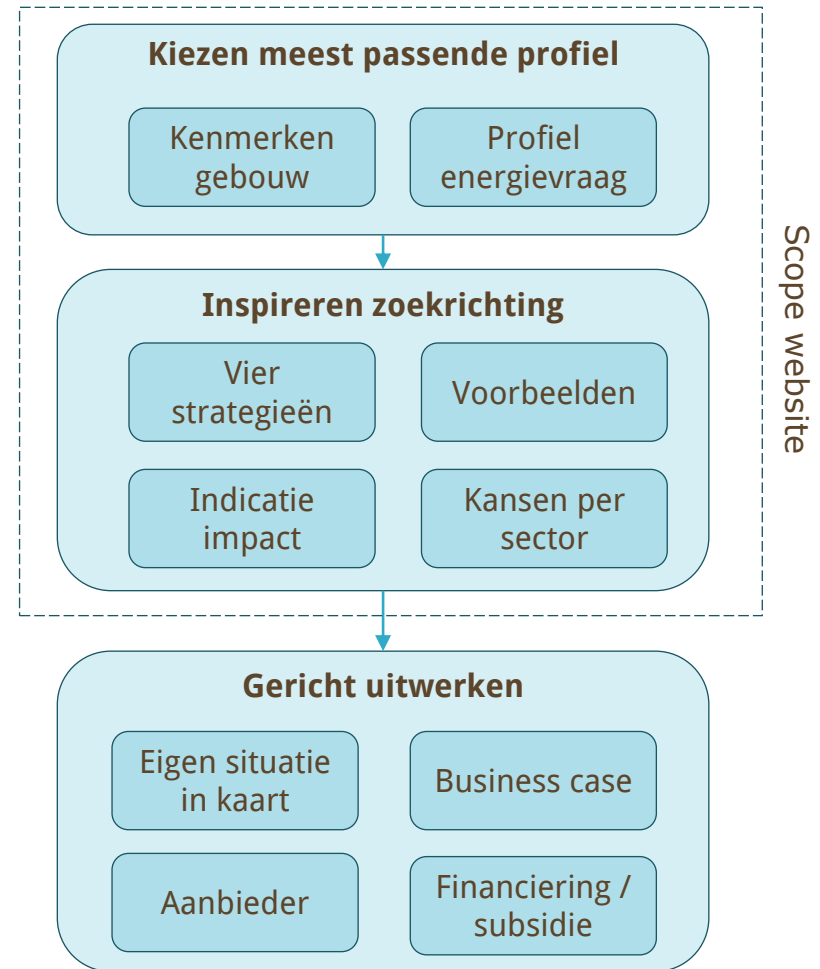 Kiezen meest passende profiel
Kenmerken
gebouw
Profiel
energievraag
Inspireren zoekrichting
Vier
strategieën
Voorbeelden
Indicatie
impact
Kansen per
sector
Scope website
Gericht uitwerken
Eigen situatie
in kaart
Business case
Aanbieder
Financiering /
subsidie